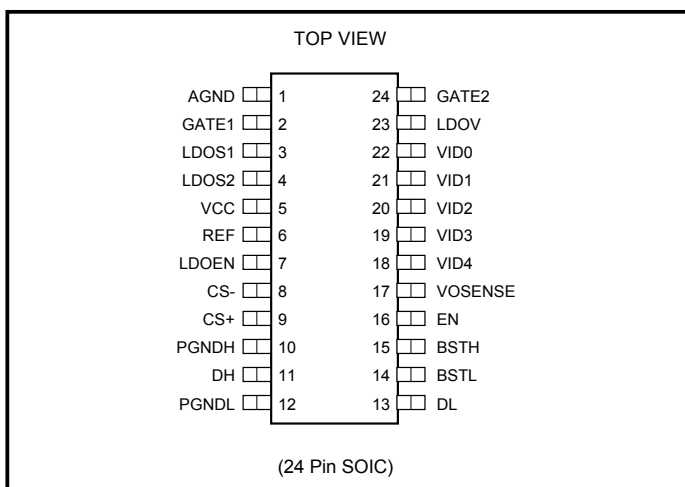 TOP VIEW
AGND 1 24 GATE2
GATE1 2 23 LDOV
LDOS1 3 22 VID0
LDOS2 4 21 VID1
VCC 5 20 VID2
REF 6 19 VID3
LDOEN 7 18 VID4
CS- 8 17 VOSENSE
CS+ 9 16 EN
PGNDH 10 15 BSTH
DH 11 14 BSTL
PGNDL 12 13 DL
(24 Pin SOIC)